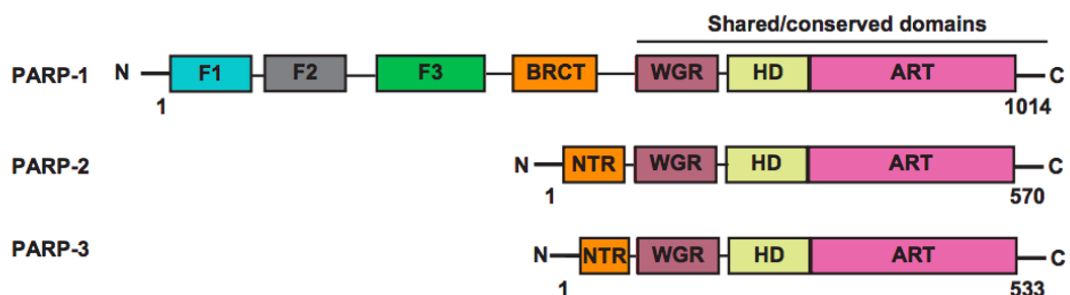 Shared/conserved domains
PARP-1 N F1 F2 F3 BRCT WGR HD ART C
1 1014
PARP-2 N NTR WGR HD ART C
1 570
PARP-3 N NTR WGR HD ART C
1 533